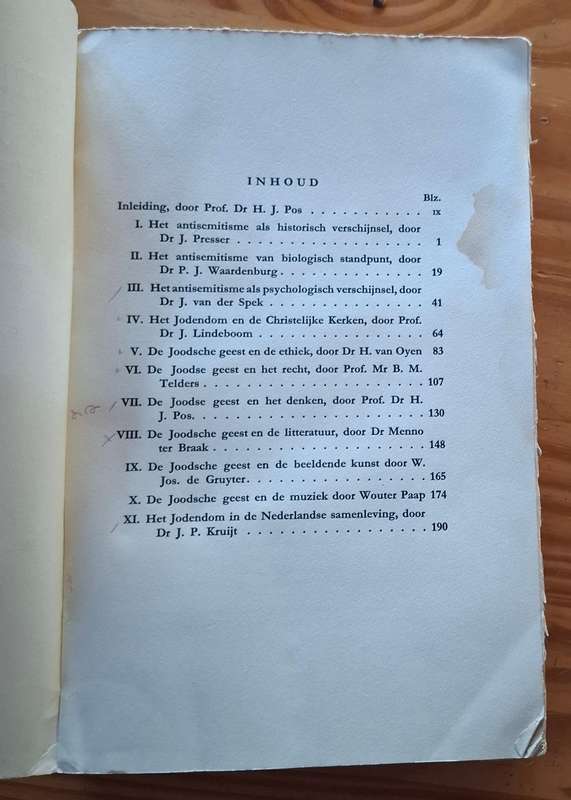 INHOUD
Blz.
Inleiding, door Prof. Dr H. J. Pos . . . . . . . . . . . IX
I. Het antisemitisme als historisch verschijnsel, door
Dr J. Presser . . . . . . . . . . . . . . . . . 1
II. Het antisemitisme van biologisch standpunt, door
Dr P. J. Waardenburg . . . . . . . . . . . . . 19
III. Het antisemitisme als psychologisch verschijnsel, door
Dr J. van der Spek . . . . . . . . . . . . . . 41
IV. Het Jodendom en de Christelijke Kerken, door Prof.
Dr J. Lindeboom . . . . . . . . . . . . . . . 64
V. De Joodsche geest en de ethiek, door Dr H. van Oyen 83
VI. De Joodse geest en het recht, door Prof. Mr B. M.
Telders . . . . . . . . . . . . . . . . . . . 107
VII. De Joodse geest en het denken, door Prof. Dr H.
J. Pos. . . . . . . . . . . . . . . . . . . . 130
VIII. De Joodsche geest en de litteratuur, door Dr Menno
ter Braak . . . . . . . . . . . . . . . . . . 148
IX. De Joodsche geest en de beeldende kunst door W.
Jos. de Gruyter. . . . . . . . . . . . . . . . 165
X. De Joodsche geest en de muziek door Wouter Paap 174
XI. Het Jodendom in de Nederlandse samenleving, door
Dr J. P. Kruijt . . . . . . . . . . . . . . . . 190